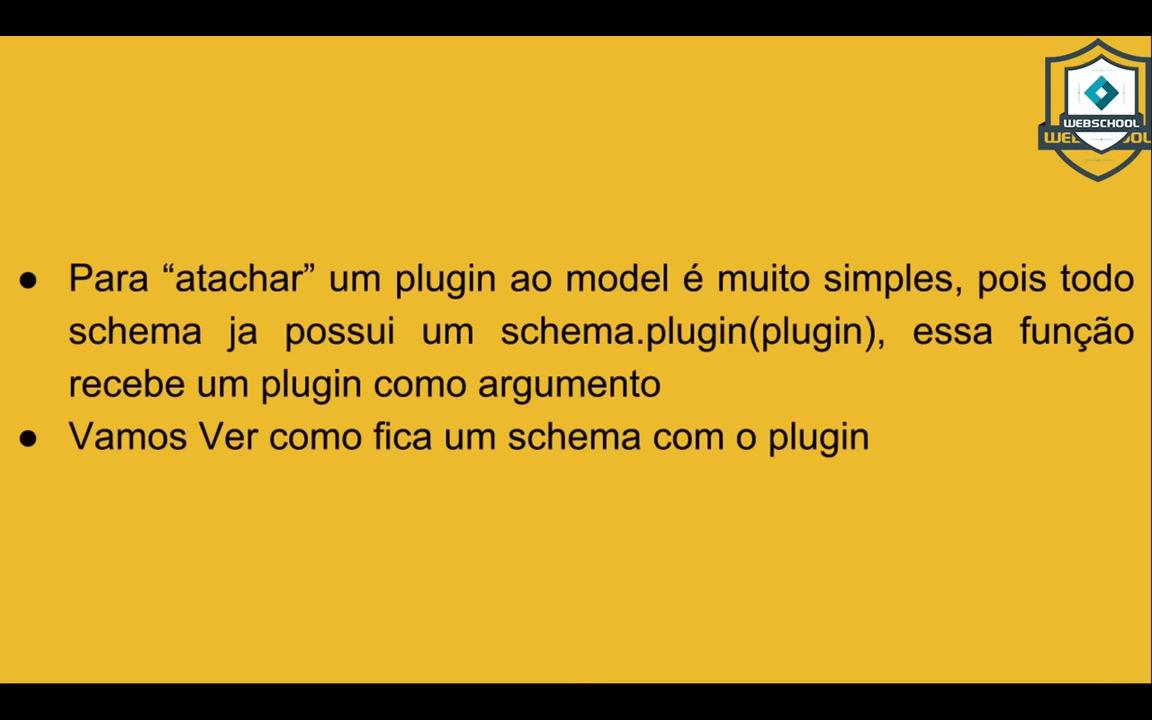 WEBSCHOOL
● Para “atachar” um plugin ao model é muito simples, pois todo
schema ja possui um schema.plugin(plugin), essa função
recebe um plugin como argumento
● Vamos Ver como fica um schema com o plugin